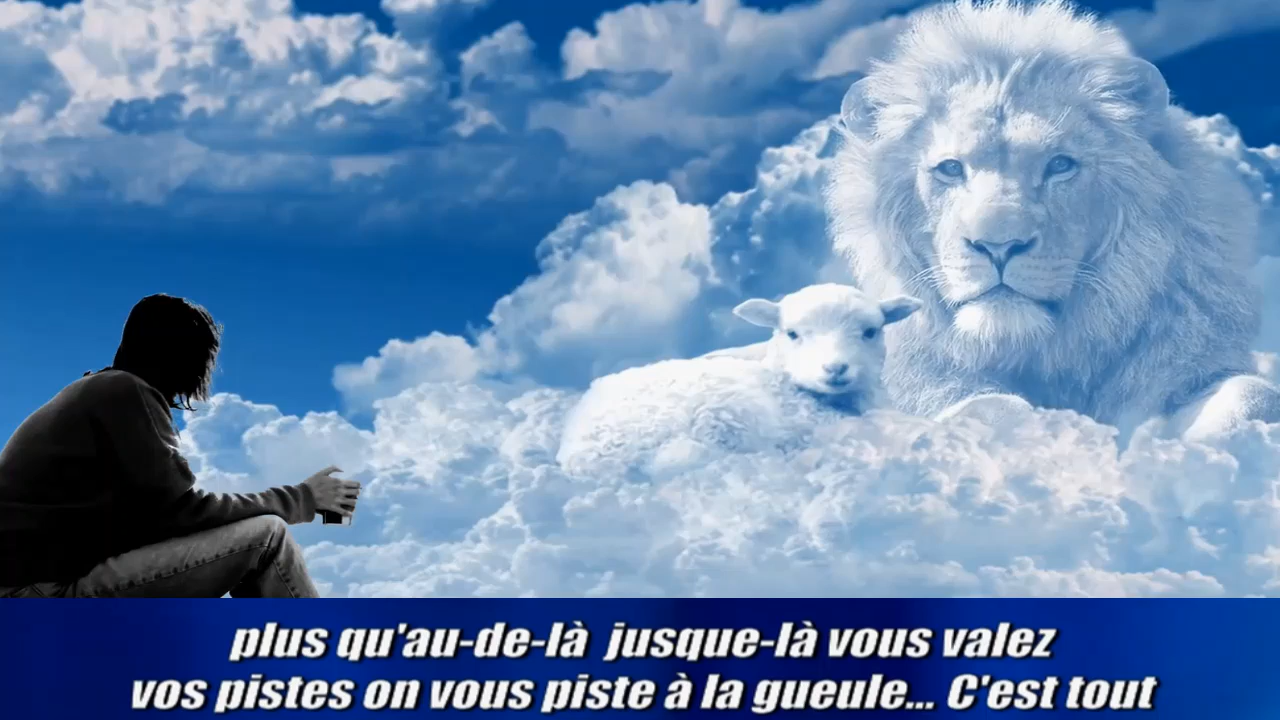 plus qu'au-de-là jusque-là vous valez
vos pistes on vous piste à la gueule... C'est tout